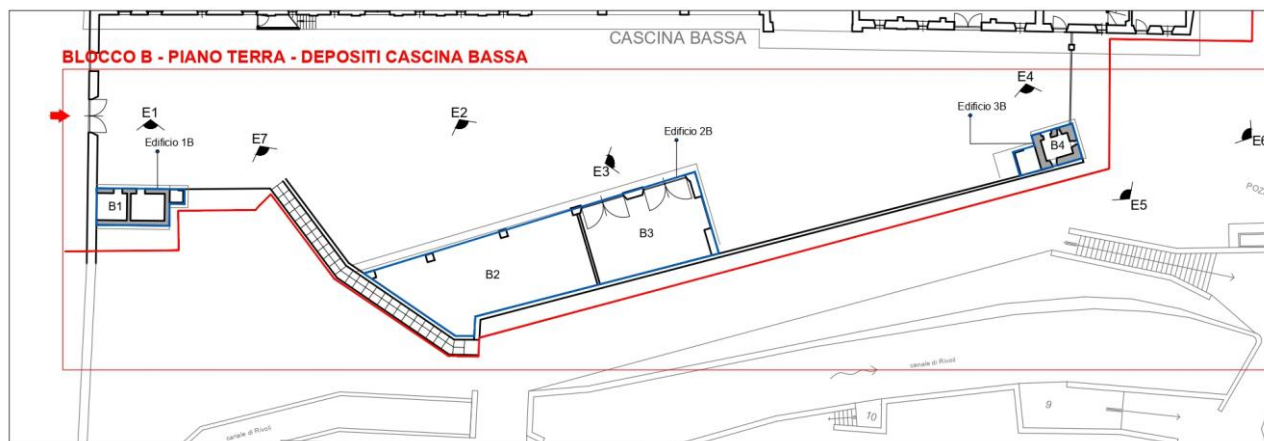 CASCINA BASSA
BLOCCO B - PIANO TERRA - DEPOSITI CASCINA BASSA
E1
E2
E4
Edificio 1B
E7
Edificio 2B
Edificio 3B
E6
E3
B4
B1
E5
B3
B2
canale di Rivoli
9
10
canale di Rivoli